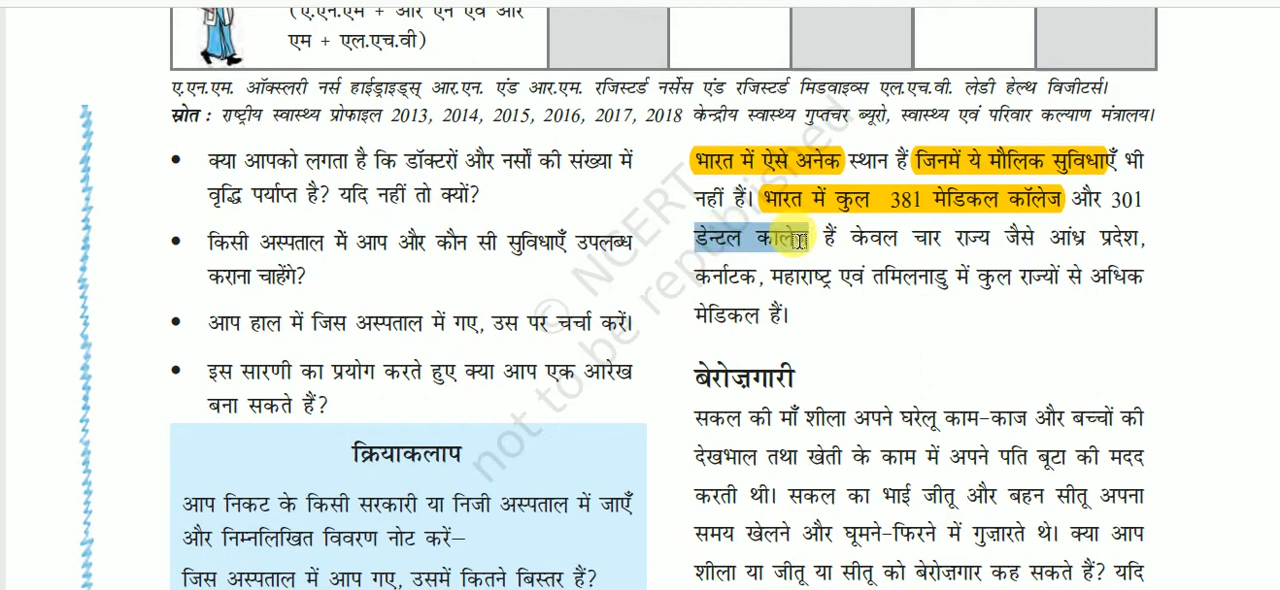 (ए.एन.एम + आर एन एंव आर
एम + एल.एच.वी)
ए.एन.एम. ऑक्स्लरी नर्स हाईड्राइड्स् आर.एन. एंड आर.एम. रजिस्टर्ड नर्सेस एंड रजिस्टर्ड मिडवाइव्स एल.एच.वी. लेडी हेल्थ विजीटर्स।
स्रोत : राष्ट्रीय स्वास्थ्य प्रोफाइल 2013, 2014, 2015, 2016, 2017, 2018 केन्द्रीय स्वास्थ्य गुप्तचर ब्यूरो, स्वास्थ्य एवं परिवार कल्याण मंत्रालय।
• क्या आपको लगता है कि डॉक्टरों और नर्सों की संख्या में
वृद्धि पर्याप्त है? यदि नहीं तो क्यों?
• किसी अस्पताल में आप और कौन सी सुविधाएँ उपलब्ध
कराना चाहेंगे?
• आप हाल में जिस अस्पताल में गए, उस पर चर्चा करें।
• इस सारणी का प्रयोग करते हुए क्या आप एक आरेख
बना सकते हैं?
क्रियाकलाप
आप निकट के किसी सरकारी या निजी अस्पताल में जाएँ
और निम्नलिखित विवरण नोट करें–
जिस अस्पताल में आप गए, उसमें कितने बिस्तर हैं?
भारत में ऐसे अनेक स्थान हैं जिनमें ये मौलिक सुविधाएँ भी
नहीं हैं। भारत में कुल 381 मेडिकल कॉलेज और 301
डेन्टल कालेज हैं केवल चार राज्य जैसे आंध्र प्रदेश,
कर्नाटक, महाराष्ट्र एवं तमिलनाडु में कुल राज्यों से अधिक
मेडिकल हैं।
बेरोज़गारी
सकल की माँ शीला अपने घरेलू काम-काज और बच्चों की
देखभाल तथा खेती के काम में अपने पति बूटा की मदद
करती थी। सकल का भाई जीतू और बहन सीतू अपना
समय खेलने और घूमने-फिरने में गुज़ारते थे। क्या आप
शीला या जीतू या सीतू को बेरोज़गार कह सकते हैं? यदि
© NCERT
not to be republished